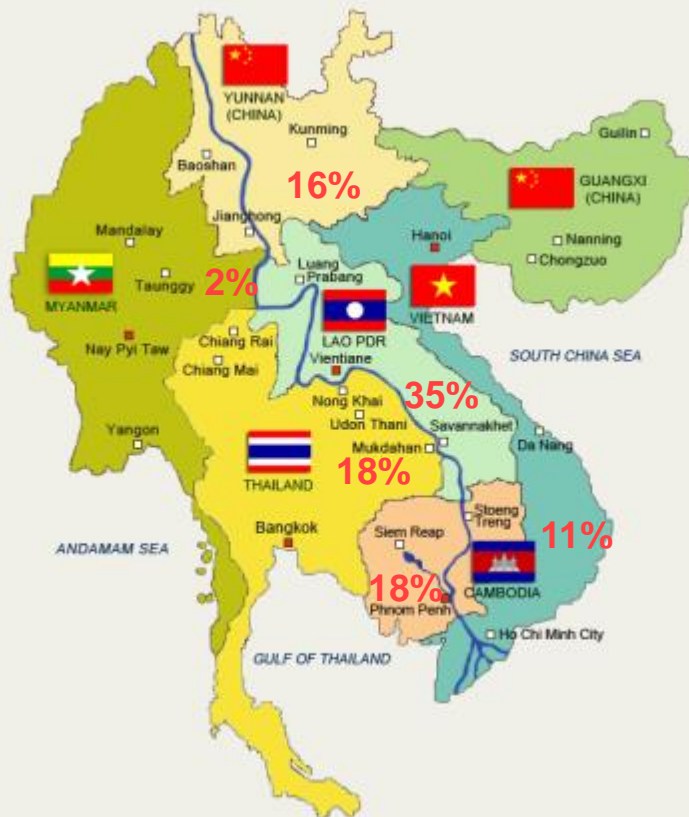 YUNNAN
(CHINA)
Kunming
Guilin
Baoshan
16%
GUANGXI
(CHINA)
Jianghong
Hanoi
Nanning
Mandalay
Chongzuo
Luang
Prabang
Taunggy
2%
MYANMAR
VIETNAM
LAO PDR
Chiang Rai
Nay Pyi Taw
Vientiane
SOUTH CHINA SEA
Chiang Mai
Nong Khai
35%
Udon Thani
Savannakhet
Yangon
Mukdahan
Da Nang
18%
THAILAND
Stoeng
Treng
Bangkok
Siem Reap
11%
ANDAMAM SEA
18%
CAMBODIA
Phnom Penh
Ho Chi Minh City
GULF OF THAILAND